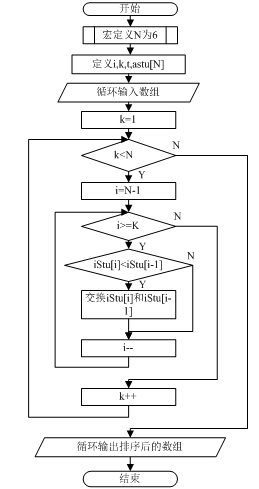 开始
宏定义N为6
定义i,k,t,astu[N]
循环输入数组
k=1
k<N
N
Y
i=N-1
i>=K
N
Y
iStu[i]<iStu[i-1]
N
Y
交换iStu[i]和iStu[i-
1]
i--
k++
循环输出排序后的数组
结束